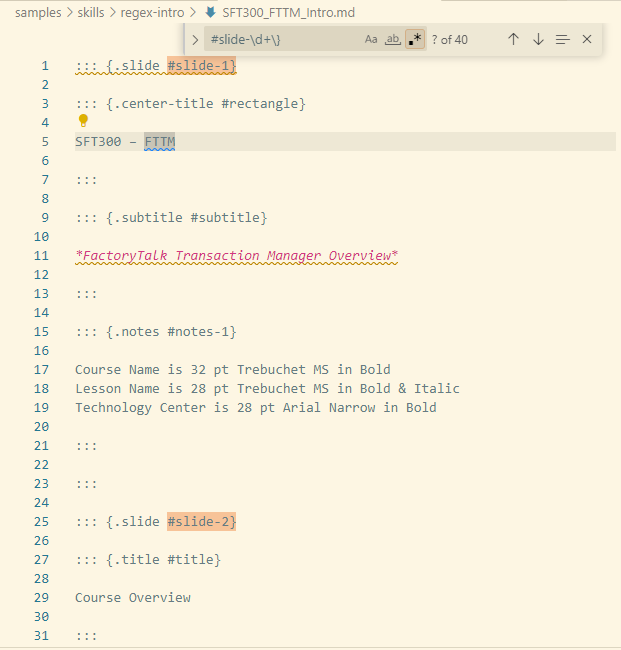 samples > skills > regex-intro > SFT300_FTTM_Intro.md
> #slide-\d+\} Aa ab .* ? of 40
1 ::: {.slide #slide-1}
2
3 ::: {.center-title #rectangle}
4
5 SFT300 – FTTM
6
7 :::
8
9 ::: {.subtitle #subtitle}
10
11 *FactoryTalk Transaction Manager Overview*
12
13 :::
14
15 ::: {.notes #notes-1}
16
17 Course Name is 32 pt Trebuchet MS in Bold
18 Lesson Name is 28 pt Trebuchet MS in Bold & Italic
19 Technology Center is 28 pt Arial Narrow in Bold
20
21 :::
22
23 :::
24
25 ::: {.slide #slide-2}
26
27 ::: {.title #title}
28
29 Course Overview
30
31 :::